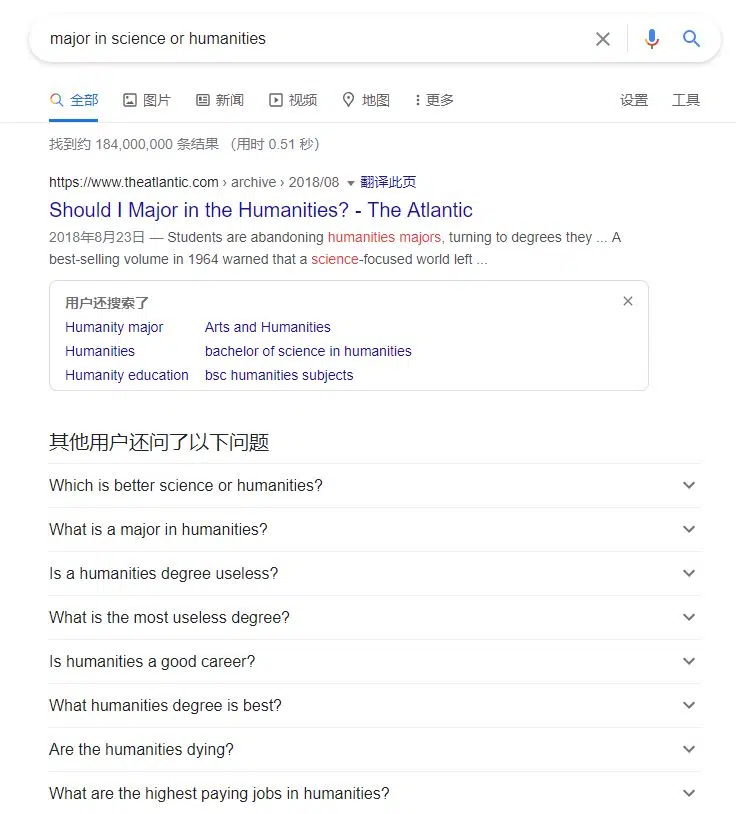 major in science or humanities
全部 图片 新闻 视频 地图 更多 设置 工具
找到约 184,000,000 条结果 （用时 0.51 秒）
https://www.theatlantic.com › archive › 2018/08 翻译此页
Should I Major in the Humanities? - The Atlantic
2018年8月23日 — Students are abandoning humanities majors, turning to degrees they ... A
best-selling volume in 1964 warned that a science-focused world left ...
用户还搜索了
Humanity major Arts and Humanities
Humanities bachelor of science in humanities
Humanity education bsc humanities subjects
其他用户还问了以下问题
Which is better science or humanities?
What is a major in humanities?
Is a humanities degree useless?
What is the most useless degree?
Is humanities a good career?
What humanities degree is best?
Are the humanities dying?
What are the highest paying jobs in humanities?